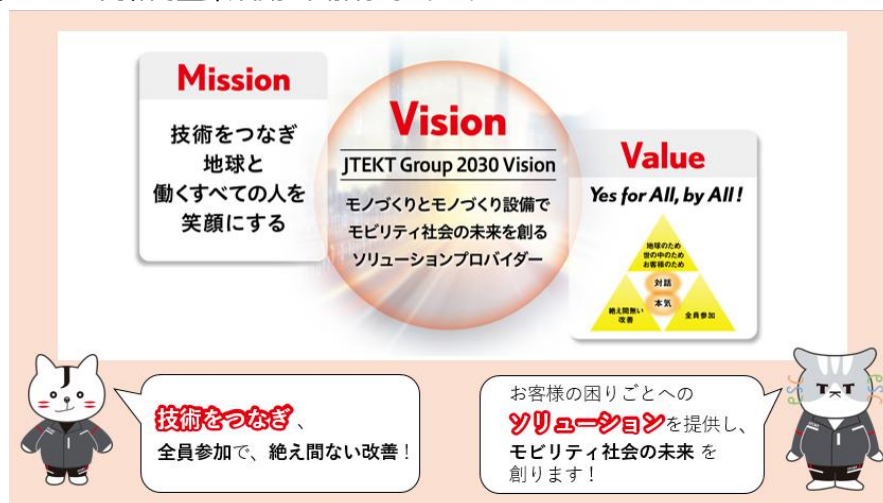 Mission
技術をつなぎ
地球と
働くすべての人を
笑顔にする
Vision
JTEKT Group 2030 Vision
モノづくりとモノづくり設備で
モビリティ社会の未来を創る
ソリューションプロバイダー
Value
Yes for All, by All!
地球のため
世の中のため
お客様のため
対話
本気
絶え間無い
改善
全員参加
J
技術をつなぎ、
全員参加で、絶え間ない改善！
お客様の困りごとへの
ソリューションを提供し、
モビリティ社会の未来 を
創ります！